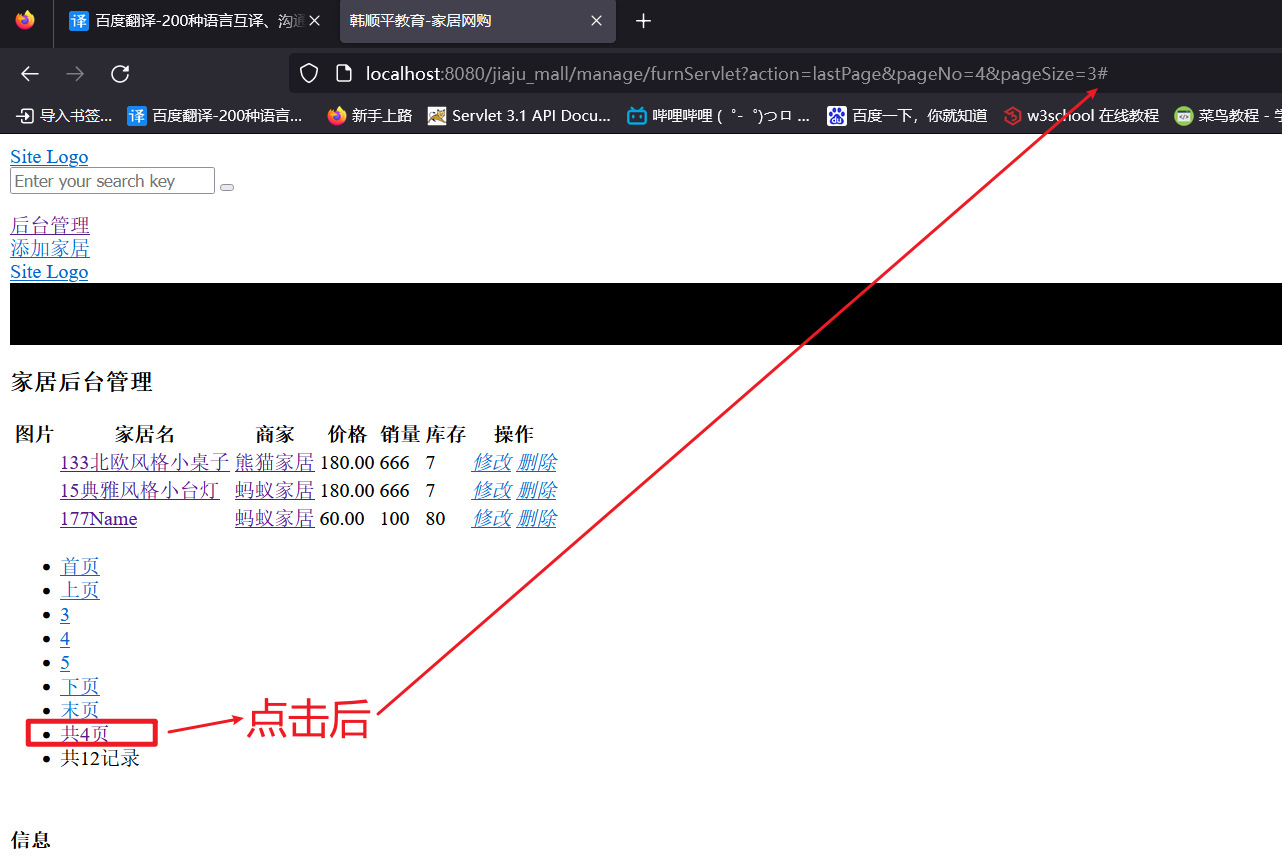 百度翻译-200种语言互译、沟通
韩顺平教育-家居网购
localhost:8080/jiaju_mall/manage/furnServlet?action=lastPage&pageNo=4&pageSize=3#
导入书签... 译 百度翻译-200种语言... 新手上路 Servlet 3.1 API Docu... 哔哩哔哩 (゜-゜)つロ ... 百度一下，你就知道 w3school 在线教程 菜鸟教程 - 学
Site Logo
Enter your search key
后台管理
添加家居
Site Logo
家居后台管理
图片 家居名 商家 价格 销量 库存 操作
133北欧风格小桌子 熊猫家居 180.00 666 7 修改 删除
15典雅风格小台灯 蚂蚁家居 180.00 666 7 修改 删除
177Name 蚂蚁家居 60.00 100 80 修改 删除
首页
上页
3
4
5
下页
末页
共4页
点击后
共12记录
信息